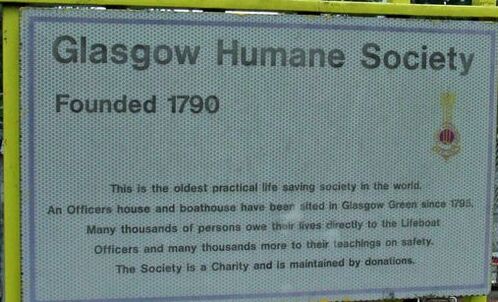 Glasgow Humane Society
Founded 1790
This is the oldest practical life saving society in the world.
An Officers house and boathouse have been sited in Glasgow Green since 1795.
Many thousands of persons owe their lives directly to the Lifeboat
Officers and many thousands more to their teachings on safety.
The Society is a Charity and is maintained by donations.